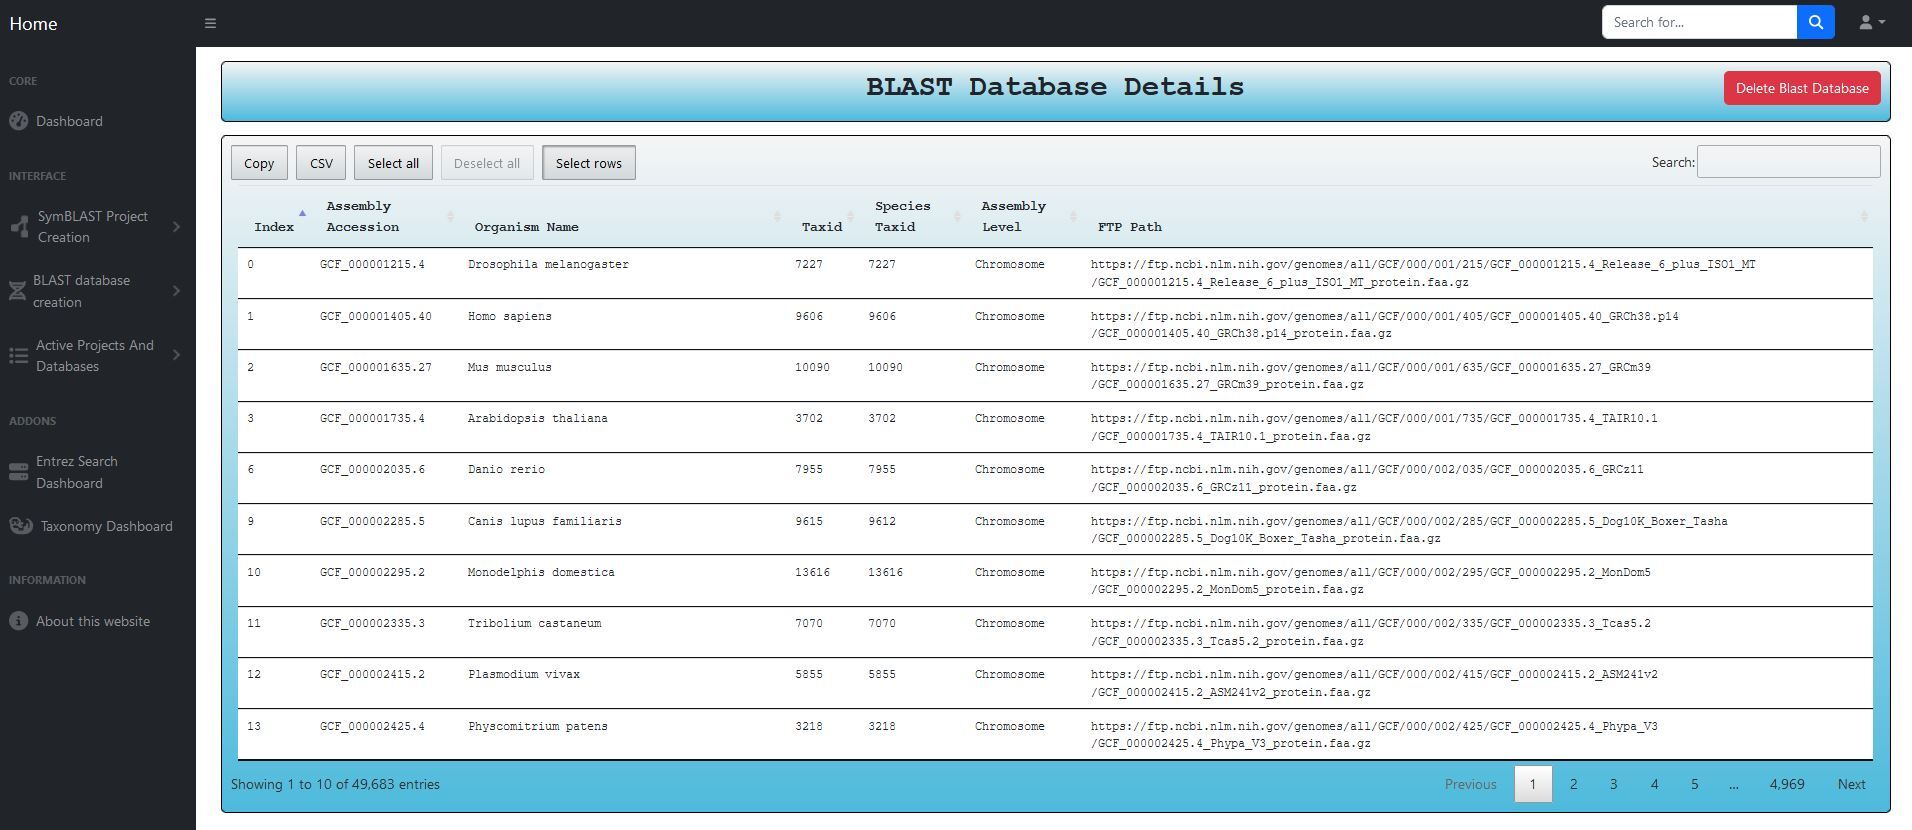 Home
Search for...
CORE
Dashboard
INTERFACE
SymBLAST Project
Creation
BLAST database
creation
Active Projects And
Databases
ADDONS
Entrez Search
Dashboard
Taxonomy Dashboard
INFORMATION
About this website
BLAST Database Details
Delete Blast Database
Copy CSV Select all Deselect all Select rows Search:
Index Assembly Accession Organism Name Taxid Species Taxid Assembly Level FTP Path
0 GCF_000001215.4 Drosophila melanogaster 7227 7227 Chromosome https://ftp.ncbi.nlm.nih.gov/genomes/all/GCF/000/001/215/GCF_000001215.4_Release_6_plus_ISO1_MT
/GCF_000001215.4_Release_6_plus_ISO1_MT_protein.faa.gz
1 GCF_000001405.40 Homo sapiens 9606 9606 Chromosome https://ftp.ncbi.nlm.nih.gov/genomes/all/GCF/000/001/405/GCF_000001405.40_GRCh38.p14
/GCF_000001405.40_GRCh38.p14_protein.faa.gz
2 GCF_000001635.27 Mus musculus 10090 10090 Chromosome https://ftp.ncbi.nlm.nih.gov/genomes/all/GCF/000/001/635/GCF_000001635.27_GRCm39
/GCF_000001635.27_GRCm39_protein.faa.gz
3 GCF_000001735.4 Arabidopsis thaliana 3702 3702 Chromosome https://ftp.ncbi.nlm.nih.gov/genomes/all/GCF/000/001/735/GCF_000001735.4_TAIR10.1
/GCF_000001735.4_TAIR10.1_protein.faa.gz
6 GCF_000002035.6 Danio rerio 7955 7955 Chromosome https://ftp.ncbi.nlm.nih.gov/genomes/all/GCF/000/002/035/GCF_000002035.6_GRCz11
/GCF_000002035.6_GRCz11_protein.faa.gz
9 GCF_000002285.5 Canis lupus familiaris 9615 9612 Chromosome https://ftp.ncbi.nlm.nih.gov/genomes/all/GCF/000/002/285/GCF_000002285.5_Dog10K_Boxer_Tasha
/GCF_000002285.5_Dog10K_Boxer_Tasha_protein.faa.gz
10 GCF_000002295.2 Monodelphis domestica 13616 13616 Chromosome https://ftp.ncbi.nlm.nih.gov/genomes/all/GCF/000/002/295/GCF_000002295.2_MonDom5
/GCF_000002295.2_MonDom5_protein.faa.gz
11 GCF_000002335.3 Tribolium castaneum 7070 7070 Chromosome https://ftp.ncbi.nlm.nih.gov/genomes/all/GCF/000/002/335/GCF_000002335.3_Tcas5.2
/GCF_000002335.3_Tcas5.2_protein.faa.gz
12 GCF_000002415.2 Plasmodium vivax 5855 5855 Chromosome https://ftp.ncbi.nlm.nih.gov/genomes/all/GCF/000/002/415/GCF_000002415.2_ASM241v2
/GCF_000002415.2_ASM241v2_protein.faa.gz
13 GCF_000002425.4 Physcomitrium patens 3218 3218 Chromosome https://ftp.ncbi.nlm.nih.gov/genomes/all/GCF/000/002/425/GCF_000002425.4_Phypa_V3
/GCF_000002425.4_Phypa_V3_protein.faa.gz
Showing 1 to 10 of 49,683 entries Previous 1 2 3 4 5 ... 4,969 Next